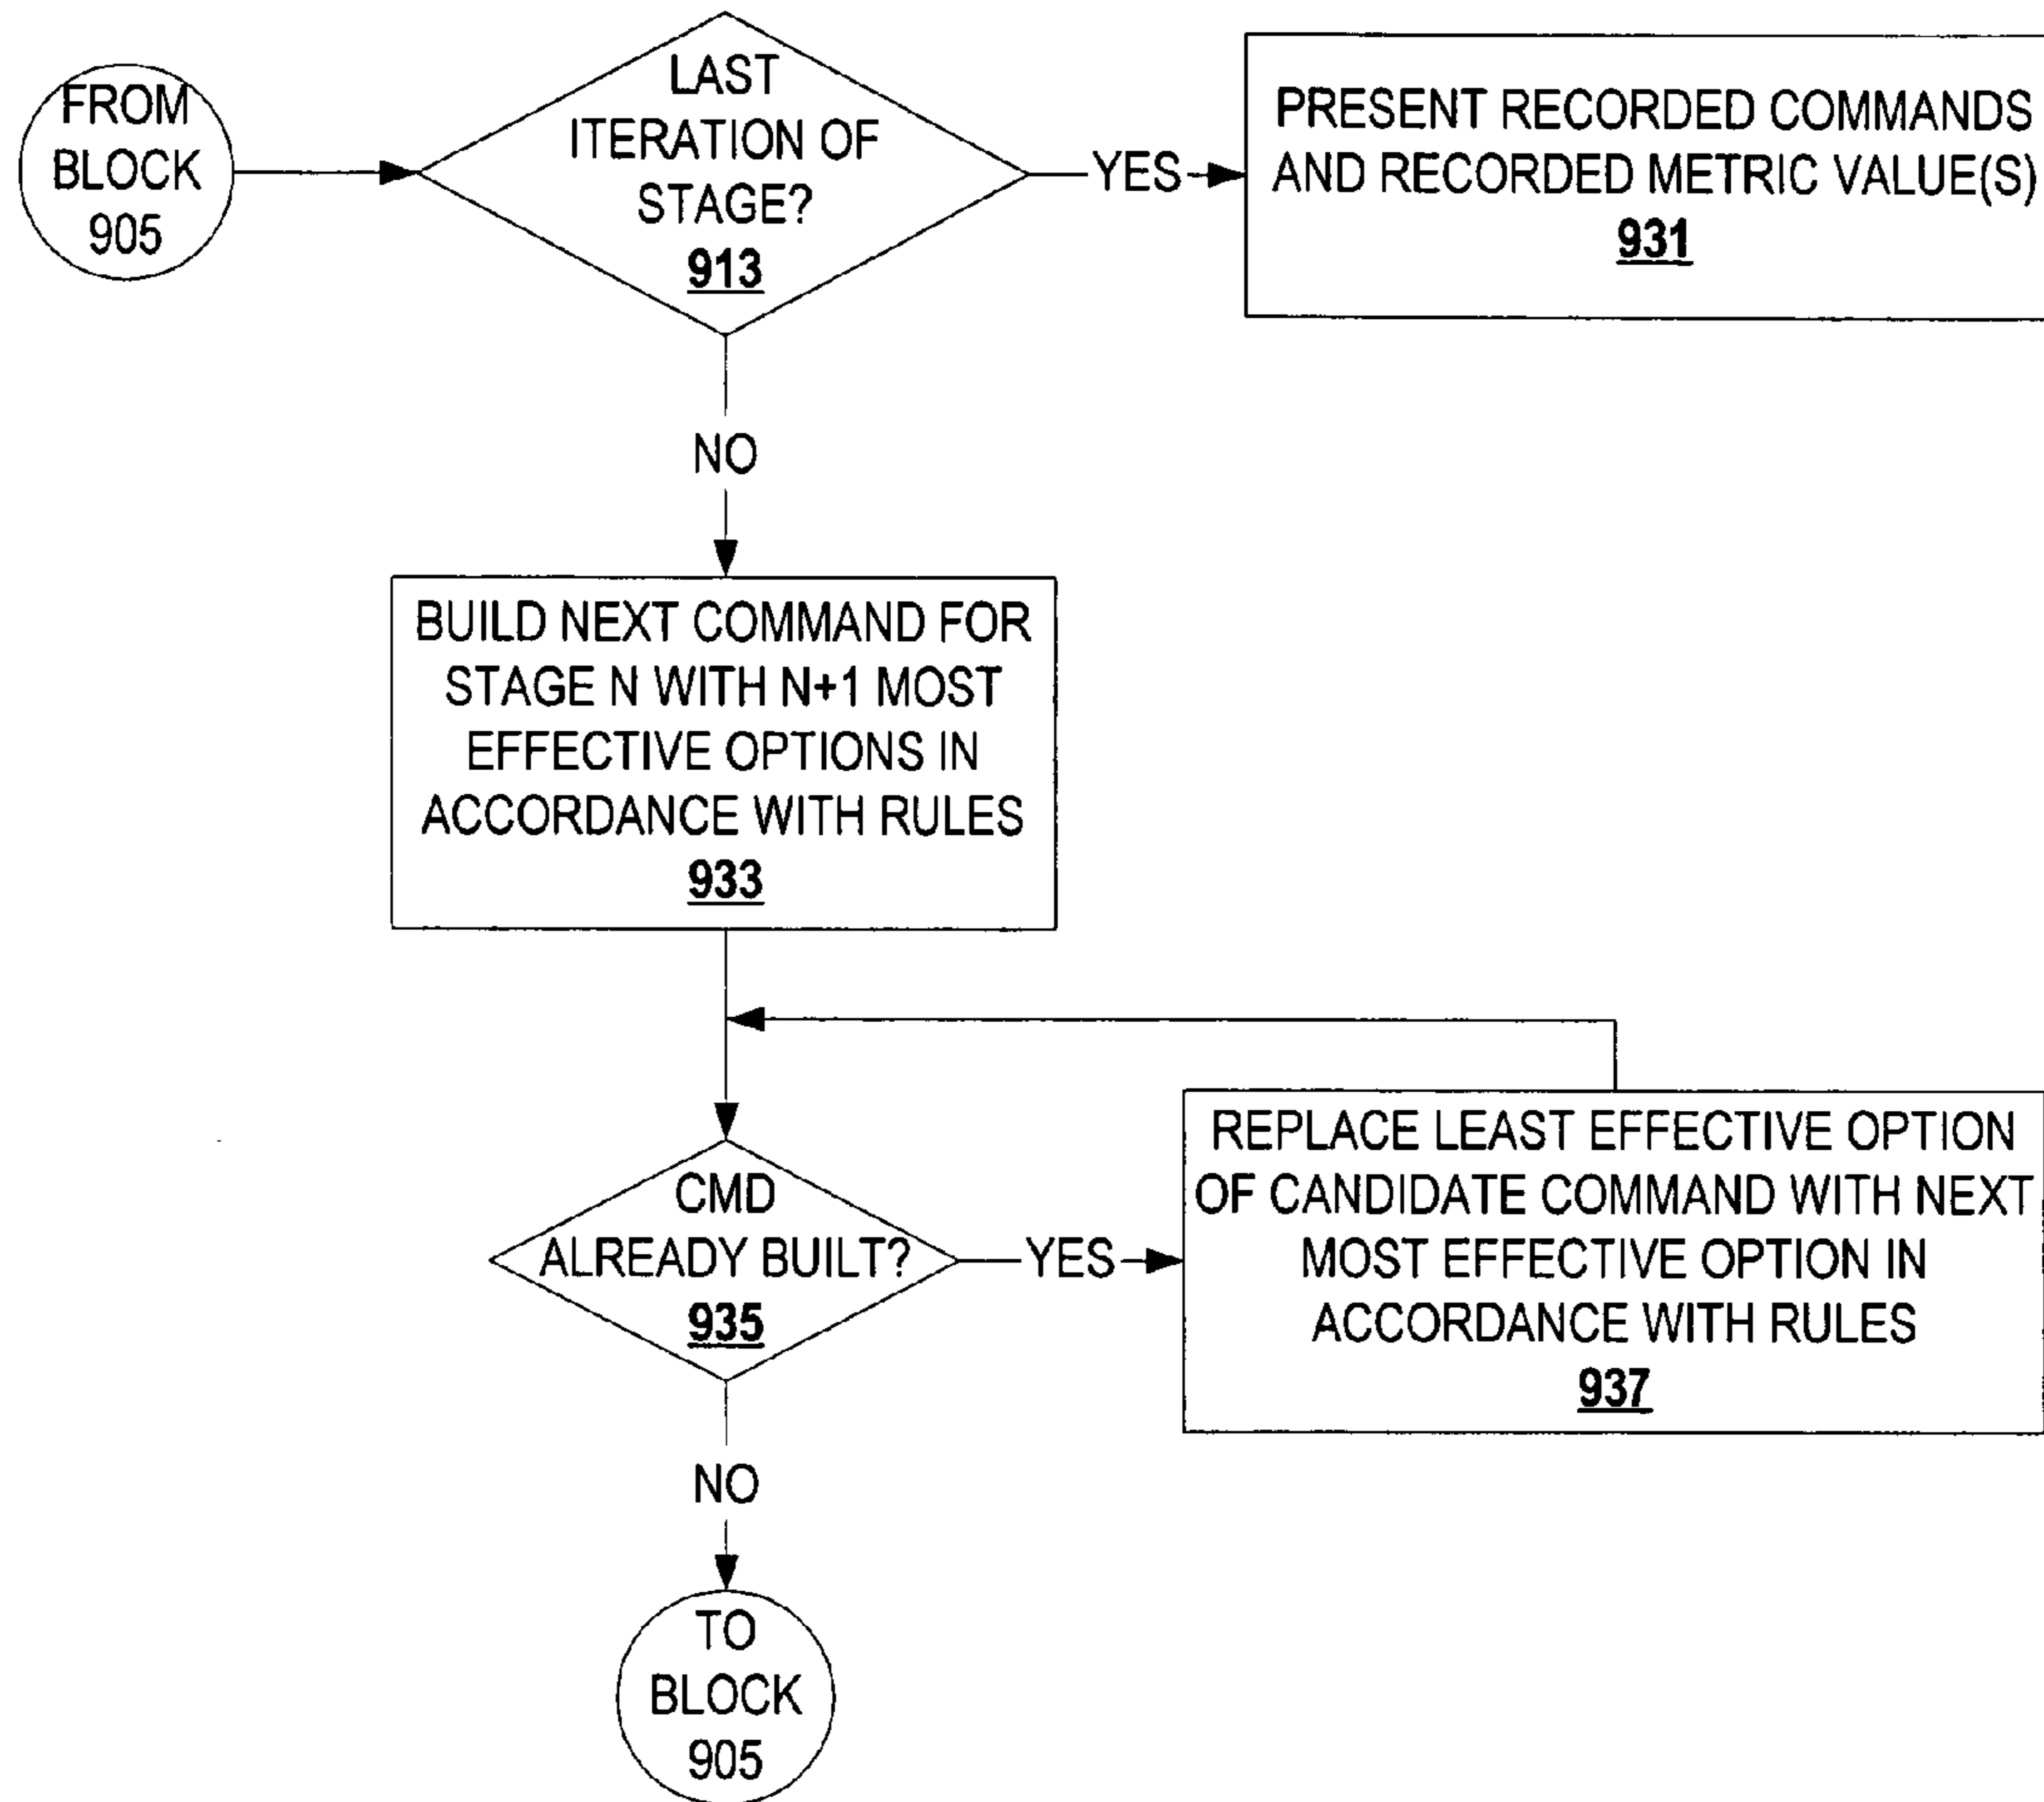 FROM
BLOCK
905
LAST
ITERATION OF
STAGE?
913
YES
PRESENT RECORDED COMMANDS
AND RECORDED METRIC VALUE(S)
931
NO
BUILD NEXT COMMAND FOR
STAGE N WITH N+1 MOST
EFFECTIVE OPTIONS IN
ACCORDANCE WITH RULES
933
CMD
ALREADY BUILT?
935
YES
REPLACE LEAST EFFECTIVE OPTION
OF CANDIDATE COMMAND WITH NEXT
MOST EFFECTIVE OPTION IN
ACCORDANCE WITH RULES
937
NO
TO
BLOCK
905